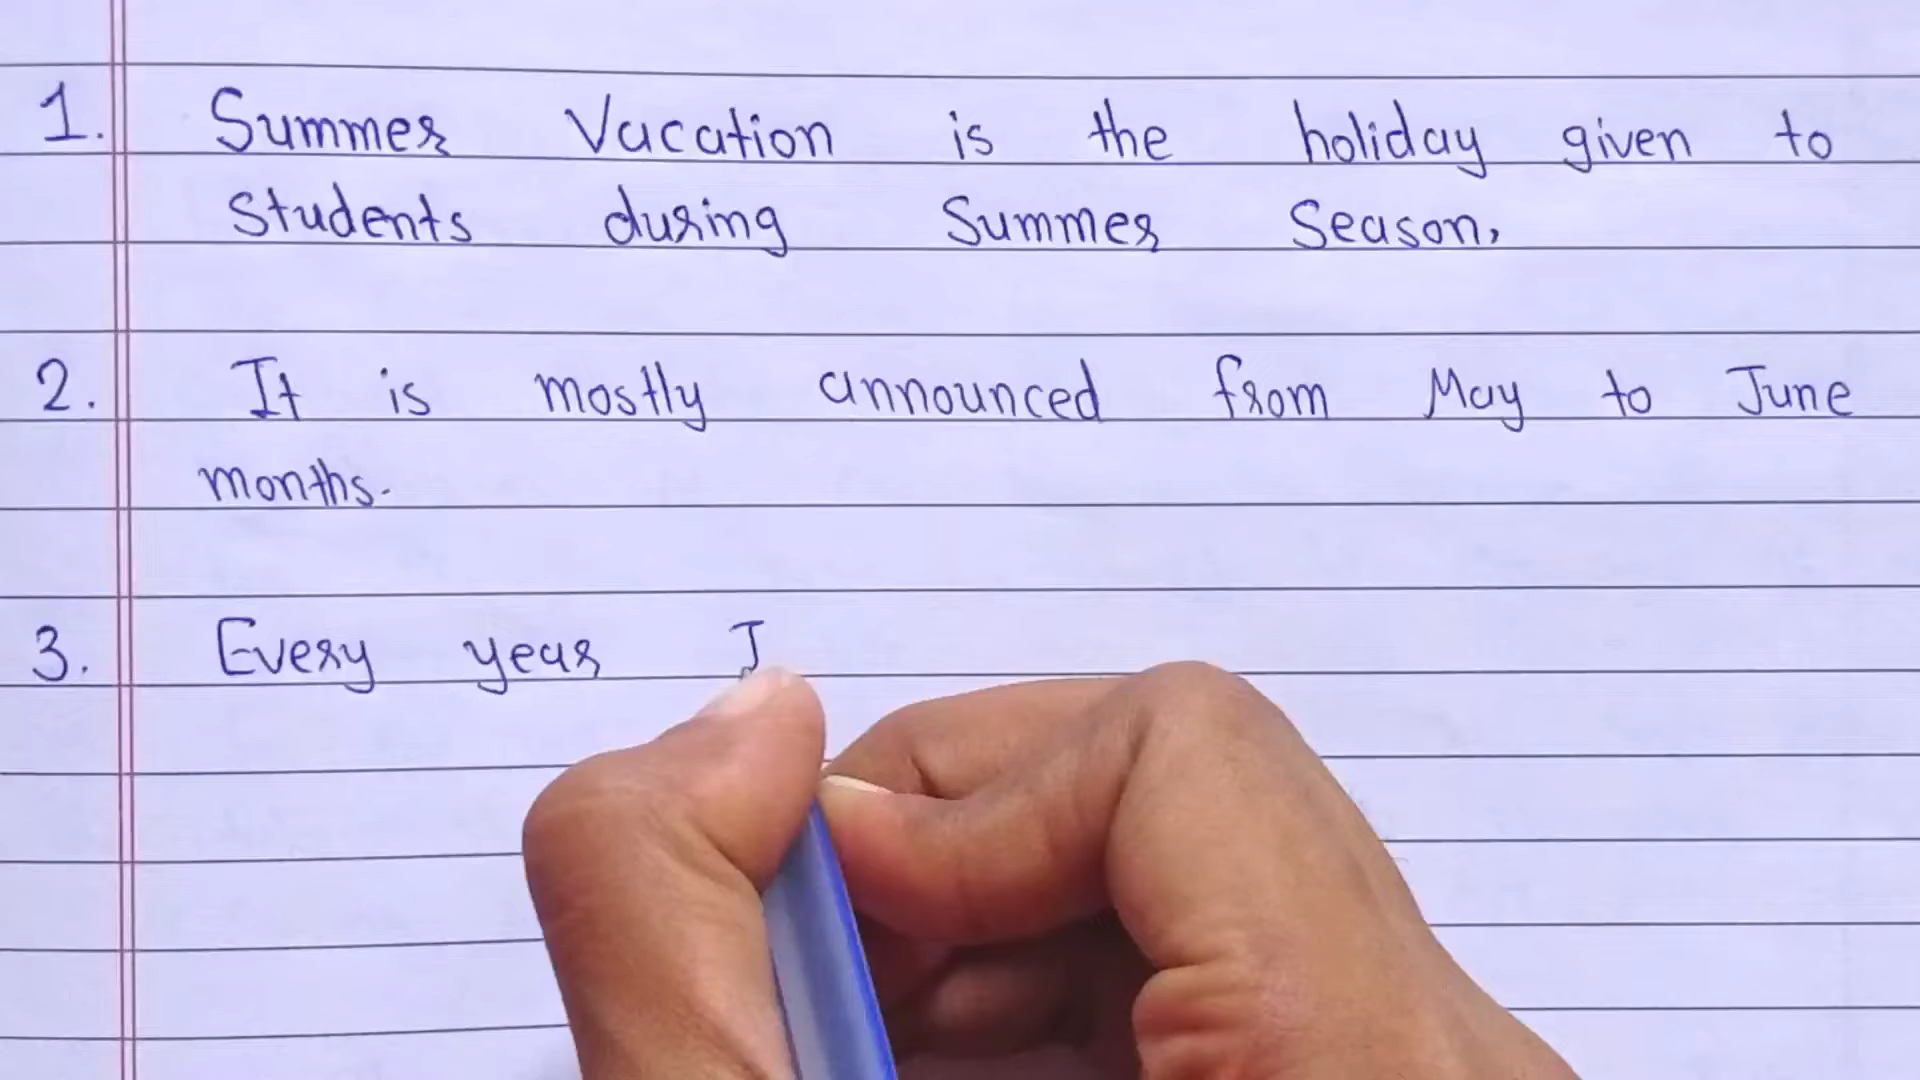 1. Summer Vacation is the holiday given to
Students during Summer Season.
2. It is mostly announced from May to June
months.
3. Every year I